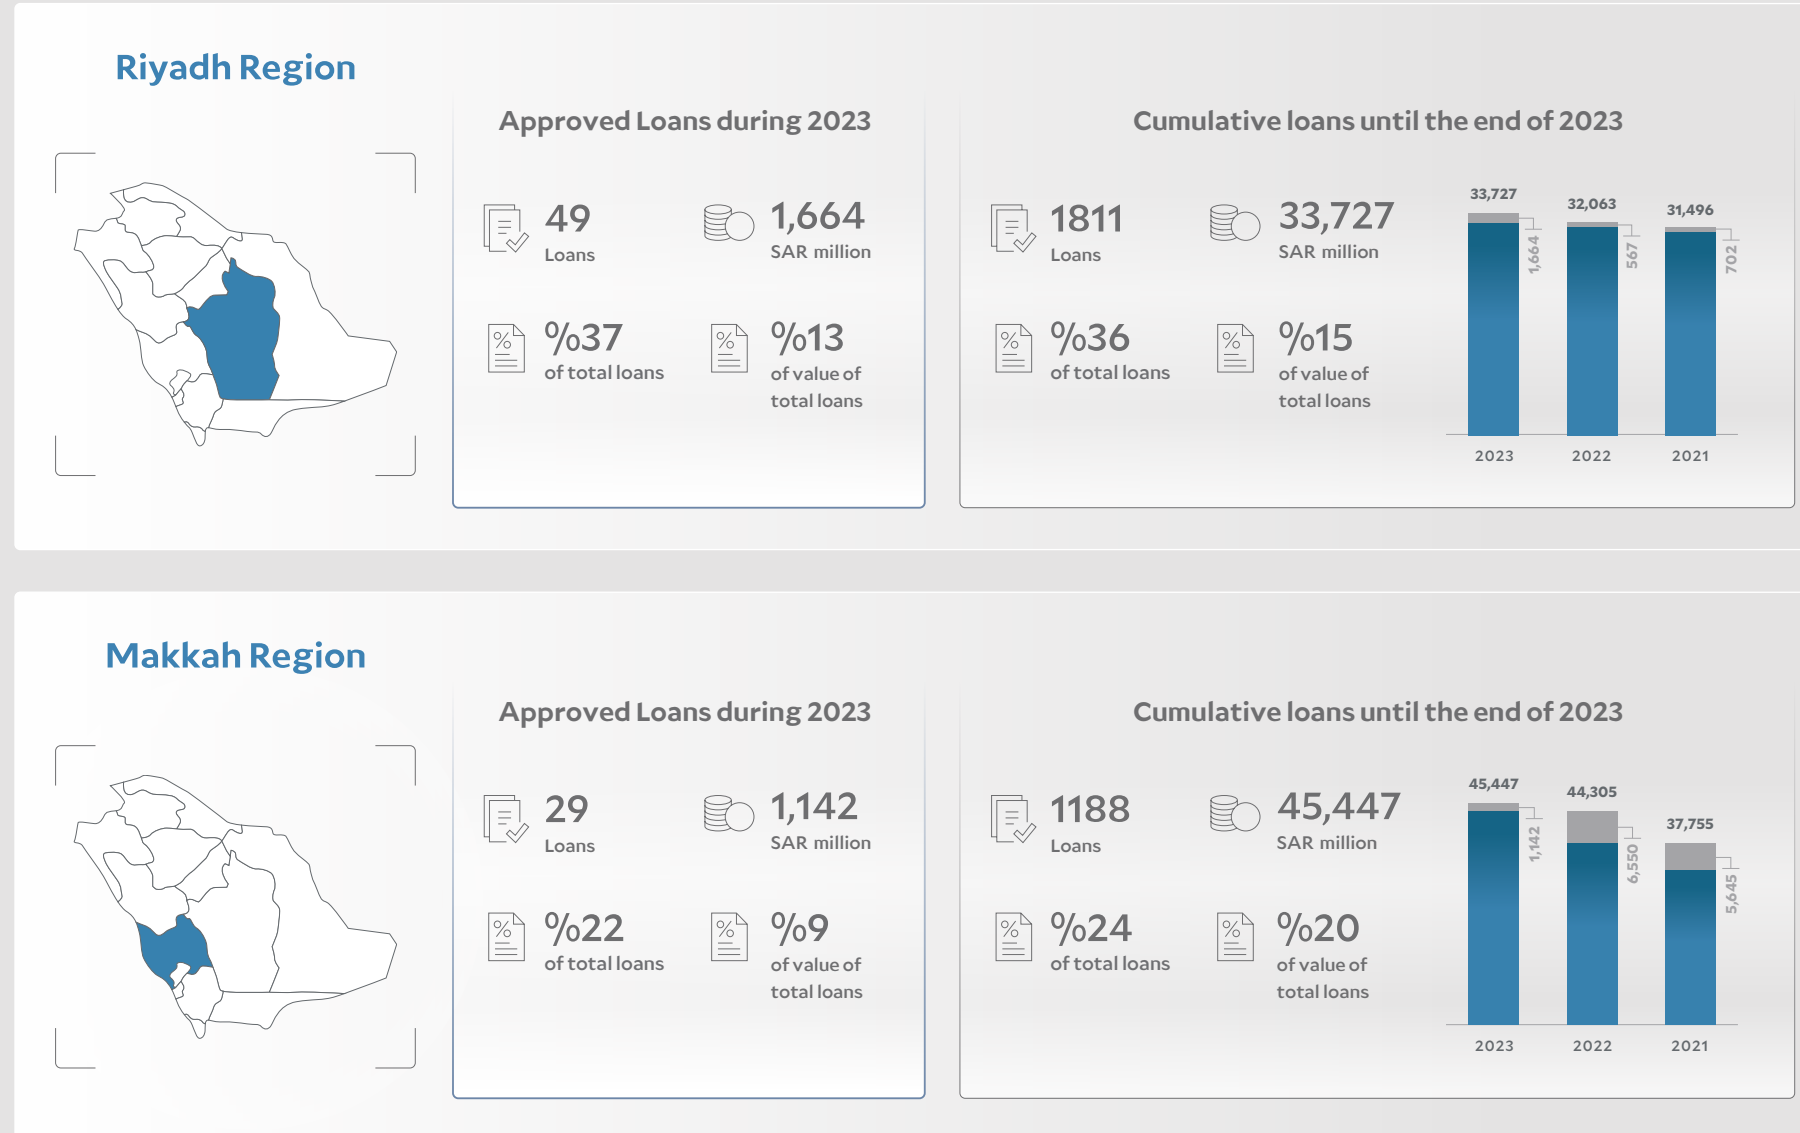 Riyadh Region
Approved Loans during 2023
49
Loans
1,664
SAR million
%37
of total loans
%13
of value of
total loans
Cumulative loans until the end of 2023
1811
Loans
33,727
SAR million
%36
of total loans
%15
of value of
total loans
33,727
1,664
32,063
567
31,496
702
2023
2022
2021
Makkah Region
Approved Loans during 2023
29
Loans
1,142
SAR million
%22
of total loans
%9
of value of
total loans
Cumulative loans until the end of 2023
1188
Loans
45,447
SAR million
%24
of total loans
%20
of value of
total loans
45,447
1,142
44,305
6,550
37,755
5,645
2023
2022
2021